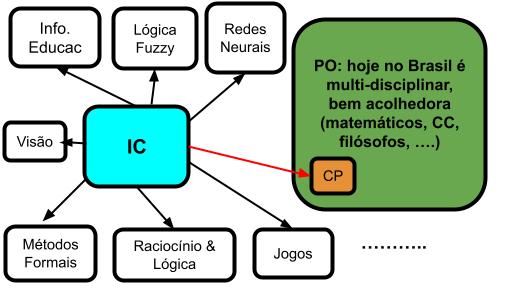 Info.
Educac
Lógica
Fuzzy
Redes
Neurais
PO: hoje no Brasil é
multi-disciplinar,
bem acolhedora
(matemáticos, CC,
filósofos, ....)
Visão
IC
CP
Métodos
Formais
Raciocínio &
Lógica
Jogos
...........